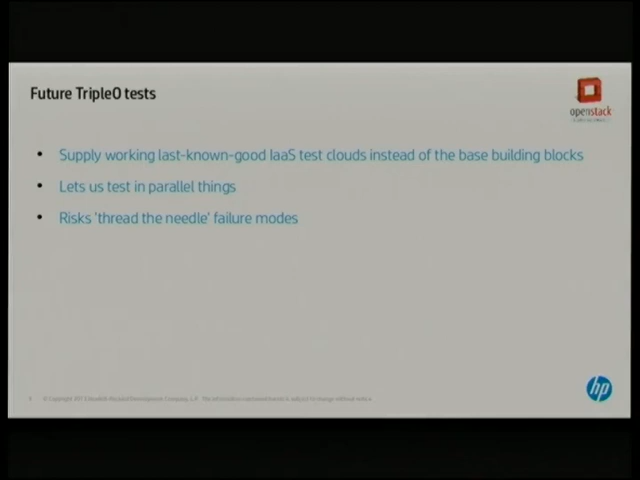 Future TripleO tests
openstack
• Supply working last-known-good IaaS test clouds instead of the base building blocks
• Lets us test in parallel things
• Risks 'thread the needle' failure modes
hp